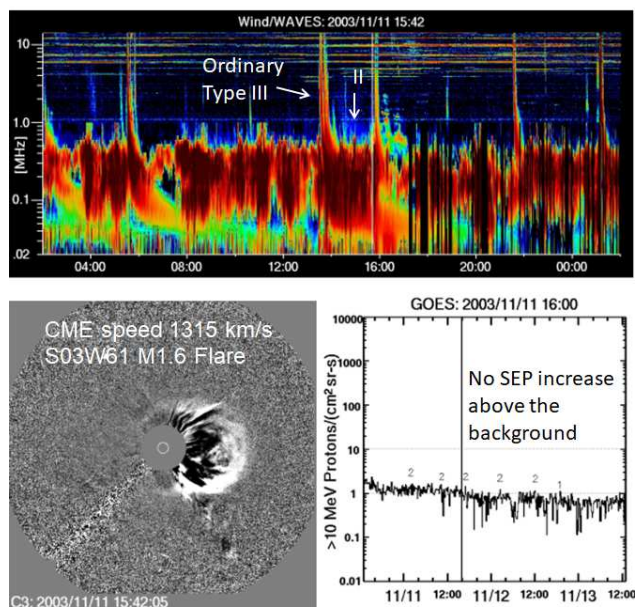 Wind/WAVES: 2003/11/11 15:42
10
1.0
0.1
.02
[MHz]
Ordinary
Type III
II
04:00 08:00 12:00 16:00 20:00 00:00
CME speed 1315 km/s
S03W61 M1.6 Flare
C3: 2003/11/11 15:42:05
GOES: 2003/11/11 16:00
>10 MeV Protons/(cm² sr-s)
10000
1000
100
10
1
0.1
0.01
No SEP increase
above the
background
2 2 2 2 2 1
12:00 12:00 12:00
11/11 11/12 11/13